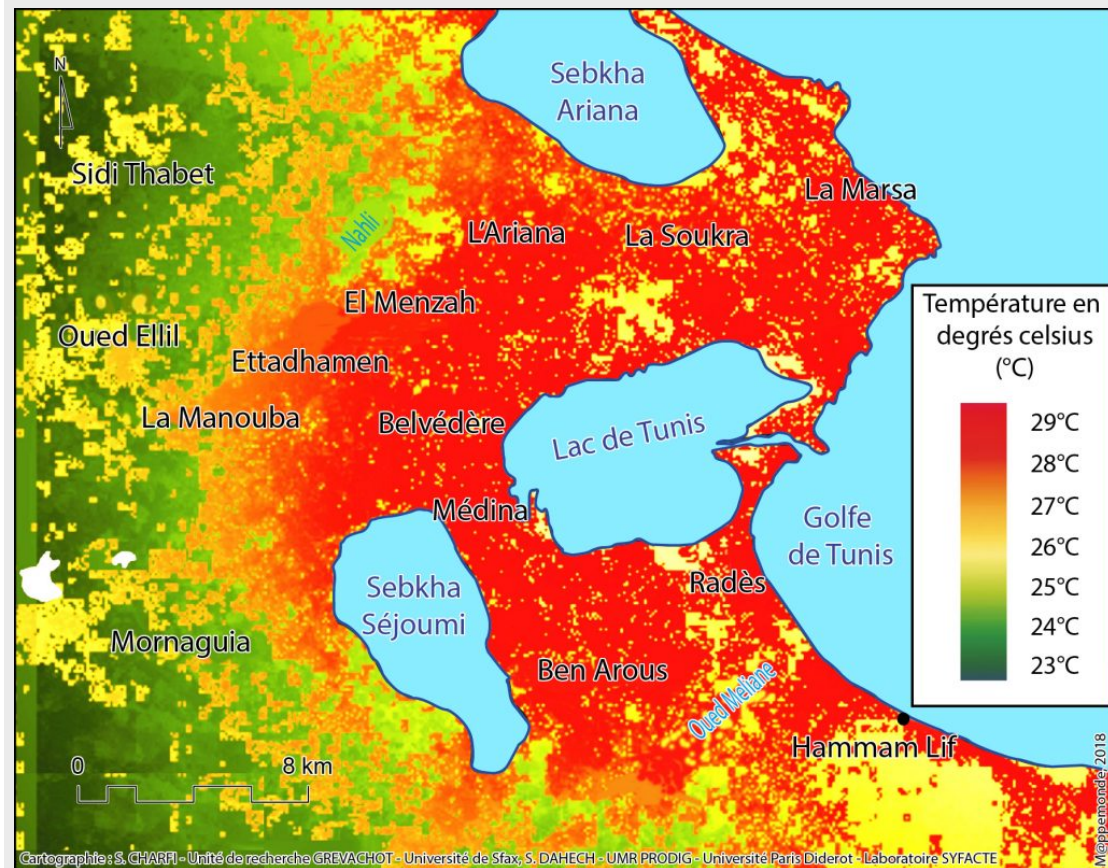 N
Sebkha
Ariana
Sidi Thabet
La Marsa
Nahli
L'Ariana
La Soukra
El Menzah
Oued Ellil
Ettadhamen
La Manouba
Belvédère
Lac de Tunis
Médina
Golfe
de Tunis
Sebkha
Séjoumi
Radès
Mornaguia
Ben Arous
Oued Meliane
Hammam Lif
Température en
degrés celsius
(°C)
29°C
28°C
27°C
26°C
25°C
24°C
23°C
0 8 km
M@ppemonde, 2018
Cartographie : S. CHARFI - Unité de recherche GREVACHOT - Université de Sfax, S. DAHECH - UMR PRODIG - Université Paris Diderot - Laboratoire SYFACTE